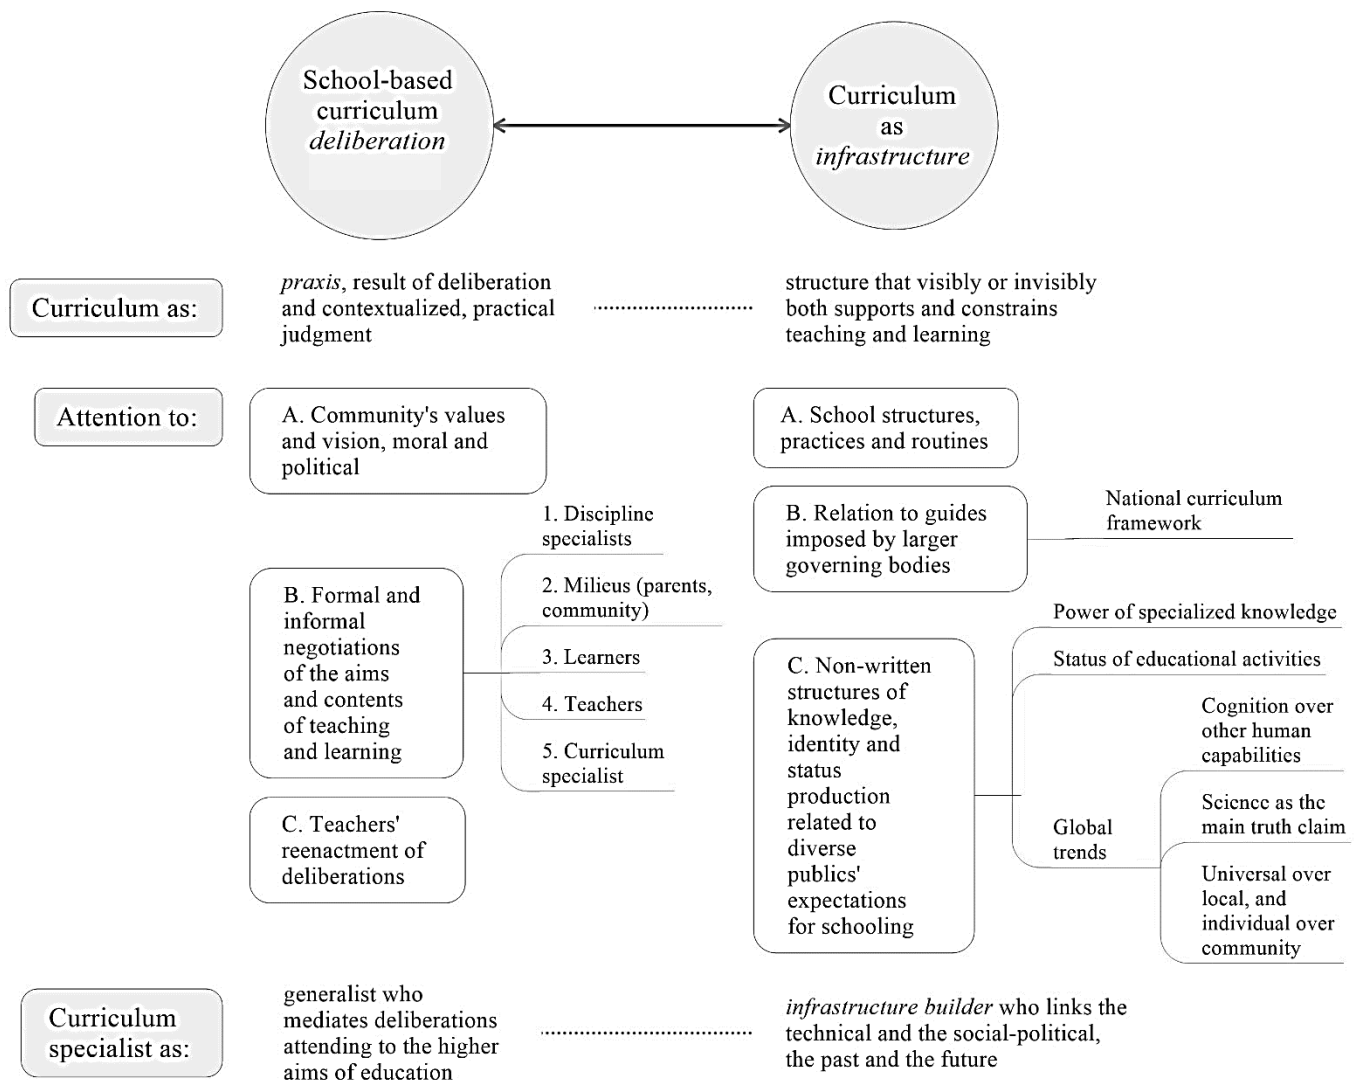 School-based
curriculum
deliberation
Curriculum
as
infrastructure
Curriculum as:
praxis, result of deliberation
and contextualized, practical
judgment
structure that visibly or invisibly
both supports and constrains
teaching and learning
Attention to:
A. Community's values
and vision, moral and
political
B. Formal and
informal
negotiations
of the aims
and contents
of teaching
and learning
1. Discipline
specialists
2. Milieus (parents,
community)
3. Learners
4. Teachers
5. Curriculum
specialist
C. Teachers'
reenactment of
deliberations
A. School structures,
practices and routines
B. Relation to guides
imposed by larger
governing bodies
National curriculum
framework
C. Non-written
structures of
knowledge,
identity and
status
production
related to
diverse
publics'
expectations
for schooling
Power of specialized knowledge
Status of educational activities
Global
trends
Cognition over
other human
capabilities
Science as the
main truth claim
Universal over
local, and
individual over
community
Curriculum
specialist as:
generalist who
mediates deliberations
attending to the higher
aims of education
infrastructure builder who links the
technical and the social-political,
the past and the future